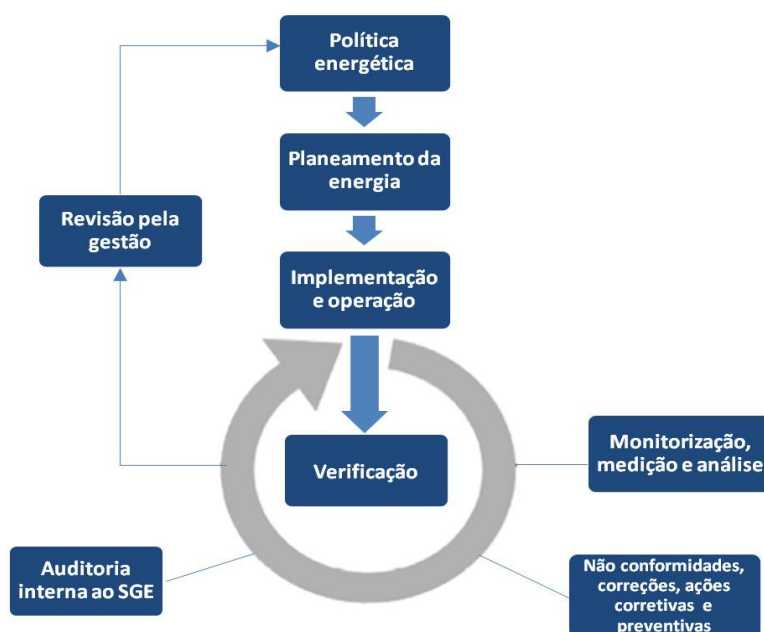 Política
energética
Planeamento da
energia
Revisão pela
gestão
Implementação
e operação
Verificação
Monitorização,
medição e análise
Auditoria
interna ao SGE
Não conformidades,
correções, ações
corretivas e
preventivas